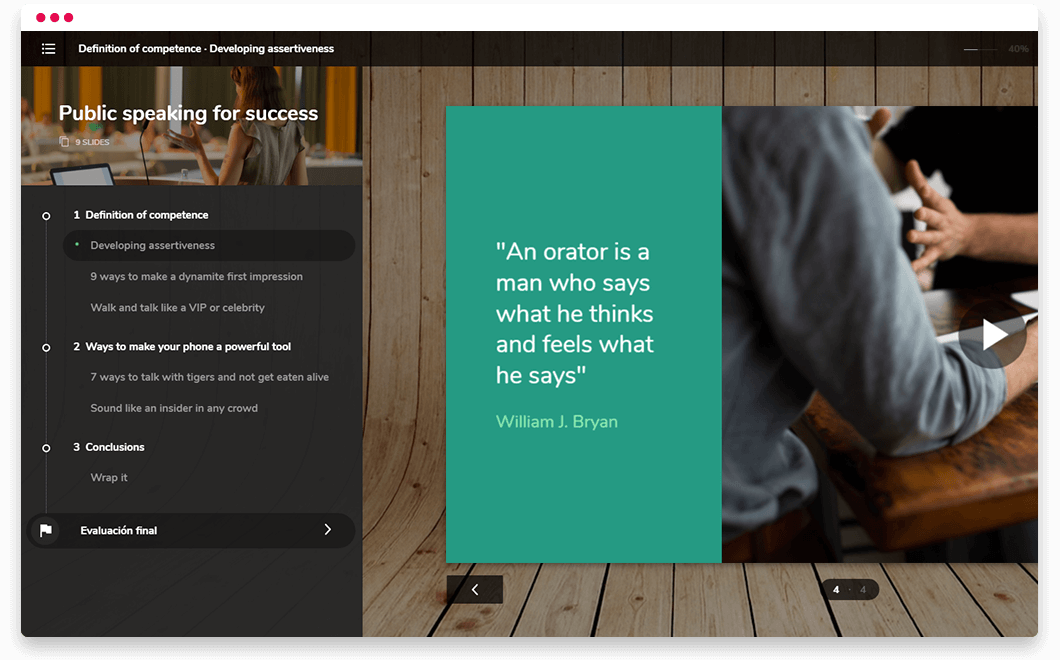 Definition of competence · Developing assertiveness
40%
Public speaking for success
9 SLIDES
1 Definition of competence
Developing assertiveness
9 ways to make a dynamite first impression
Walk and talk like a VIP or celebrity
2 Ways to make your phone a powerful tool
7 ways to talk with tigers and not get eaten alive
Sound like an insider in any crowd
3 Conclusions
Wrap it
Evaluación final
"An orator is a
man who says
what he thinks
and feels what
he says"
William J. Bryan
4 · 4